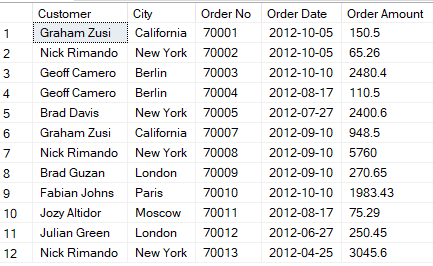 Customer City Order No Order Date Order Amount
1 Graham Zusi California 70001 2012-10-05 150.5
2 Nick Rimando New York 70002 2012-10-05 65.26
3 Geoff Camero Berlin 70003 2012-10-10 2480.4
4 Geoff Camero Berlin 70004 2012-08-17 110.5
5 Brad Davis New York 70005 2012-07-27 2400.6
6 Graham Zusi California 70007 2012-09-10 948.5
7 Nick Rimando New York 70008 2012-09-10 5760
8 Brad Guzan London 70009 2012-09-10 270.65
9 Fabian Johns Paris 70010 2012-10-10 1983.43
10 Jozy Altidor Moscow 70011 2012-08-17 75.29
11 Julian Green London 70012 2012-06-27 250.45
12 Nick Rimando New York 70013 2012-04-25 3045.6